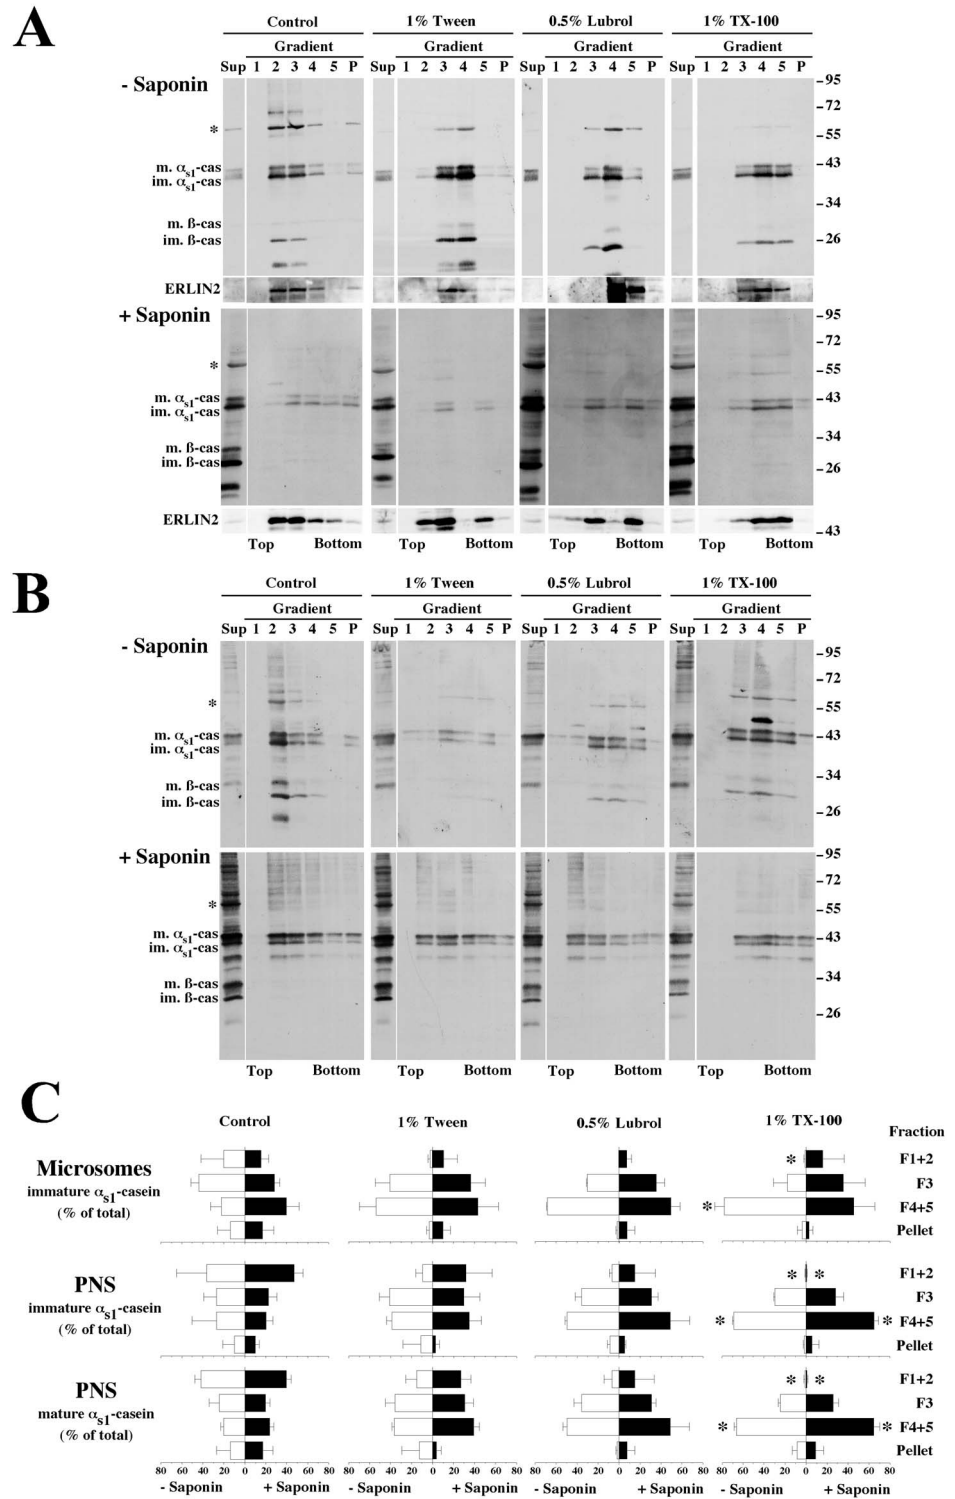 A
Control
1% Tween
0.5% Lubrol
1% TX-100
Gradient
Gradient
Gradient
Gradient
Sup 1 2 3 4 5 P
Sup 1 2 3 4 5 P
Sup 1 2 3 4 5 P
Sup 1 2 3 4 5 P
- Saponin
*
m. αs1-cas
im. αs1-cas
m. ß-cas
im. ß-cas
ERLIN2
- 95
- 72
- 55
- 43
- 34
- 26
+ Saponin
*
m. αs1-cas
im. αs1-cas
m. ß-cas
im. ß-cas
ERLIN2
- 95
- 72
- 55
- 43
- 34
- 26
- 43
Top Bottom
Top Bottom
Top Bottom
Top Bottom
B
Control
1% Tween
0.5% Lubrol
1% TX-100
Gradient
Gradient
Gradient
Gradient
Sup 1 2 3 4 5 P
Sup 1 2 3 4 5 P
Sup 1 2 3 4 5 P
Sup 1 2 3 4 5 P
- Saponin
*
m. αs1-cas
im. αs1-cas
m. ß-cas
im. ß-cas
- 95
- 72
- 55
- 43
- 34
- 26
+ Saponin
*
m. αs1-cas
im. αs1-cas
m. ß-cas
im. ß-cas
- 95
- 72
- 55
- 43
- 34
- 26
Top Bottom
Top Bottom
Top Bottom
Top Bottom
C
Control
1% Tween
0.5% Lubrol
1% TX-100
Fraction
Microsomes
immature αs1-casein
(% of total)
* F1+2
F3
* F4+5
Pellet
PNS
immature αs1-casein
(% of total)
* * F1+2
F3
* * F4+5
Pellet
PNS
mature αs1-casein
(% of total)
* * F1+2
F3
* * F4+5
Pellet
80 60 40 20 0 20 40 60 80
80 60 40 20 0 20 40 60 80
80 60 40 20 0 20 40 60 80
80 60 40 20 0 20 40 60 80
- Saponin + Saponin
- Saponin + Saponin
- Saponin + Saponin
- Saponin + Saponin